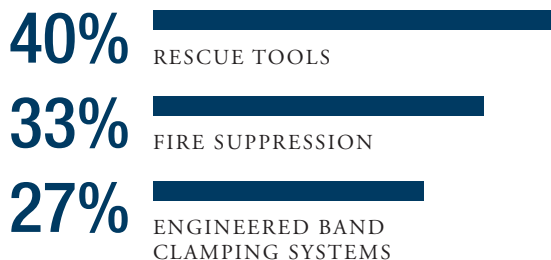 40%
RESCUE TOOLS
33%
FIRE SUPPRESSION
27%
ENGINEERED BAND
CLAMPING SYSTEMS